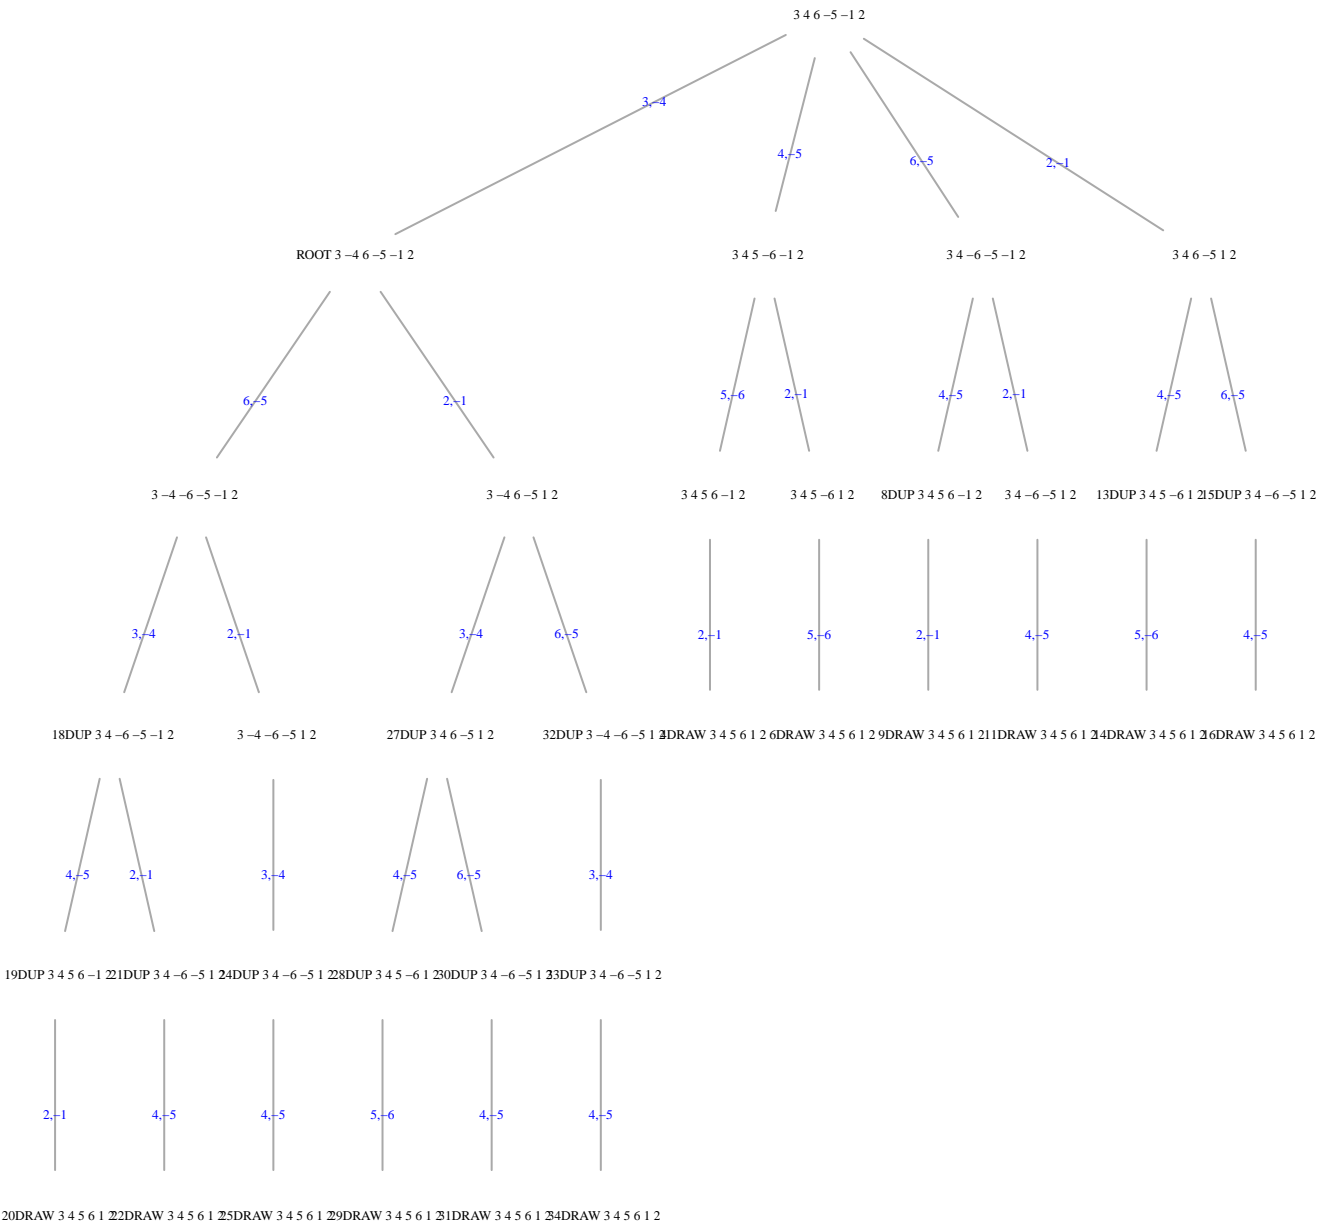 3 4 6 −5 −1 2
3,−4
4,−5
6,−5
2,−1
ROOT 3 −4 6 −5 −1 2
3 4 5 −6 −1 2
3 4 −6 −5 −1 2
3 4 6 −5 1 2
6,−5
2,−1
5,−6
2,−1
4,−5
2,−1
4,−5
6,−5
3 −4 −6 −5 −1 2
3 −4 6 −5 1 2
3 4 5 6 −1 2
3 4 5 −6 1 2
8DUP 3 4 5 6 −1 2
3 4 −6 −5 1 2
13DUP 3 4 5 −6 1 2
15DUP 3 4 −6 −5 1 2
3,−4
2,−1
3,−4
6,−5
2,−1
5,−6
2,−1
4,−5
5,−6
4,−5
18DUP 3 4 −6 −5 −1 2
3 −4 −6 −5 1 2
27DUP 3 4 6 −5 1 2
32DUP 3 −4 −6 −5 1 2
4DRAW 3 4 5 6 1 2
6DRAW 3 4 5 6 1 2
9DRAW 3 4 5 6 1 2
11DRAW 3 4 5 6 1 2
14DRAW 3 4 5 6 1 2
16DRAW 3 4 5 6 1 2
4,−5
2,−1
3,−4
4,−5
6,−5
3,−4
19DUP 3 4 5 6 −1 2
21DUP 3 4 −6 −5 1 2
24DUP 3 4 −6 −5 1 2
28DUP 3 4 5 −6 1 2
30DUP 3 4 −6 −5 1 2
33DUP 3 4 −6 −5 1 2
2,−1
4,−5
4,−5
5,−6
4,−5
4,−5
20DRAW 3 4 5 6 1 2
22DRAW 3 4 5 6 1 2
25DRAW 3 4 5 6 1 2
29DRAW 3 4 5 6 1 2
31DRAW 3 4 5 6 1 2
34DRAW 3 4 5 6 1 2